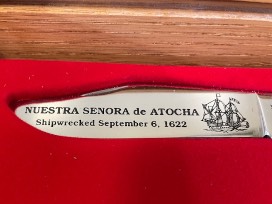 NUESTRA SENORA de ATOCHA
Shipwrecked September 6, 1622